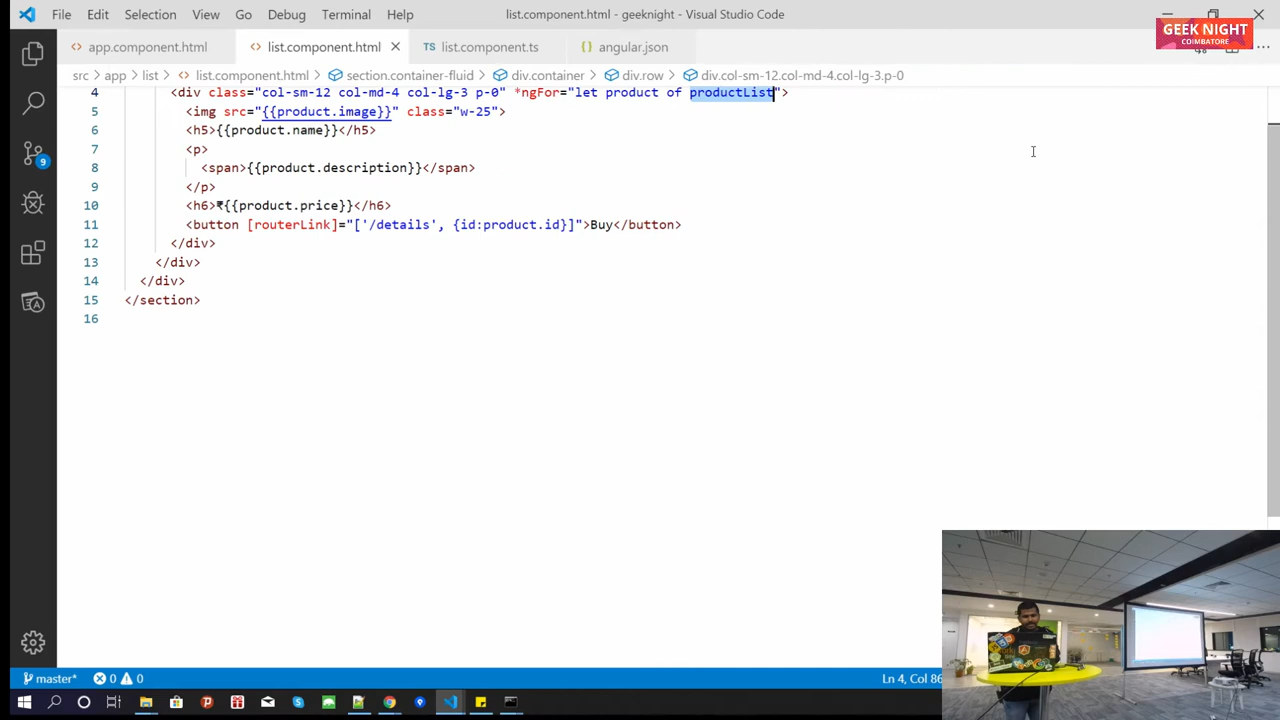 File Edit Selection View Go Debug Terminal Help list.component.html - geeknight - Visual Studio Code
GEEK NIGHT
COIMBATORE
app.component.html list.component.html TS list.component.ts angular.json
src > app > list > list.component.html > section.container-fluid > div.container > div.row > div.col-sm-12.col-md-4.col-lg-3.p-0
4 <div class="col-sm-12 col-md-4 col-lg-3 p-0" *ngFor="let product of productList">
5 <img src="{{product.image}}" class="w-25">
6 <h5>{{product.name}}</h5>
7 <p>
8 <span>{{product.description}}</span>
9 </p>
10 <h6>₹{{product.price}}</h6>
11 <button [routerLink]="['/details', {id:product.id}]">Buy</button>
12 </div>
13 </div>
14 </div>
15 </section>
16
9
master* 0 0 Ln 4, Col 86